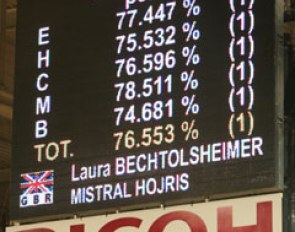 77.447 % (1)
E 75.532 % (1)
H 76.596 % (1)
C 78.511 % (1)
M 74.681 % (1)
B 76.553 % (1)
TOT.
Laura BECHTOLSHEIMER
GBR MISTRAL HOJRIS
RICOH